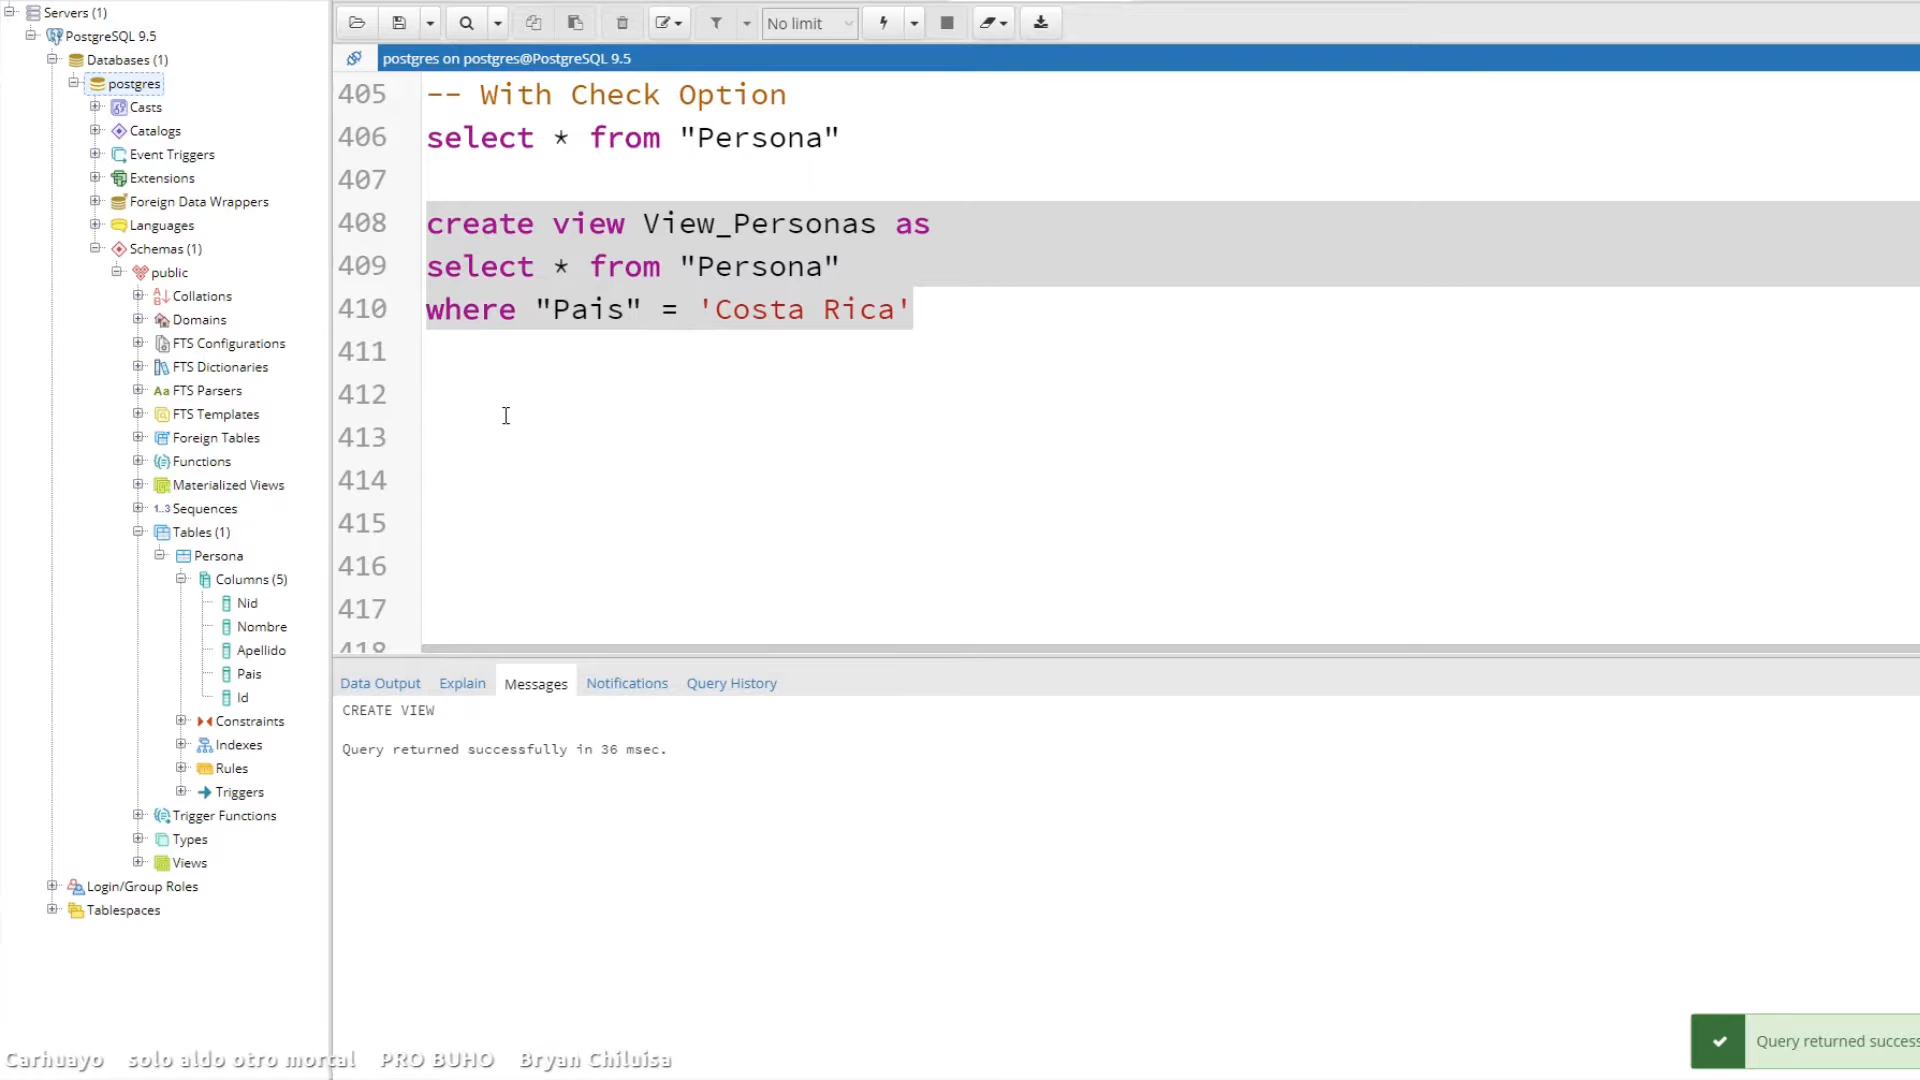 Servers (1)
PostgreSQL 9.5
Databases (1)
postgres
Casts
Catalogs
Event Triggers
Extensions
Foreign Data Wrappers
Languages
Schemas (1)
public
Collations
Domains
FTS Configurations
FTS Dictionaries
Aa FTS Parsers
FTS Templates
Foreign Tables
Functions
Materialized Views
1..3 Sequences
Tables (1)
Persona
Columns (5)
Nid
Nombre
Apellido
Pais
Id
Constraints
Indexes
Rules
Triggers
Trigger Functions
Types
Views
Login/Group Roles
Tablespaces
No limit
postgres on postgres@PostgreSQL 9.5
405 -- With Check Option
406 select * from "Persona"
407
408 create view View_Personas as
409 select * from "Persona"
410 where "Pais" = 'Costa Rica'
411
412
413
414
415
416
417
418
Data Output Explain Messages Notifications Query History
CREATE VIEW
Query returned successfully in 36 msec.
Query returned success
Carhuayo solo aldo otro mortal PRO BUHO Bryan Chiluisa